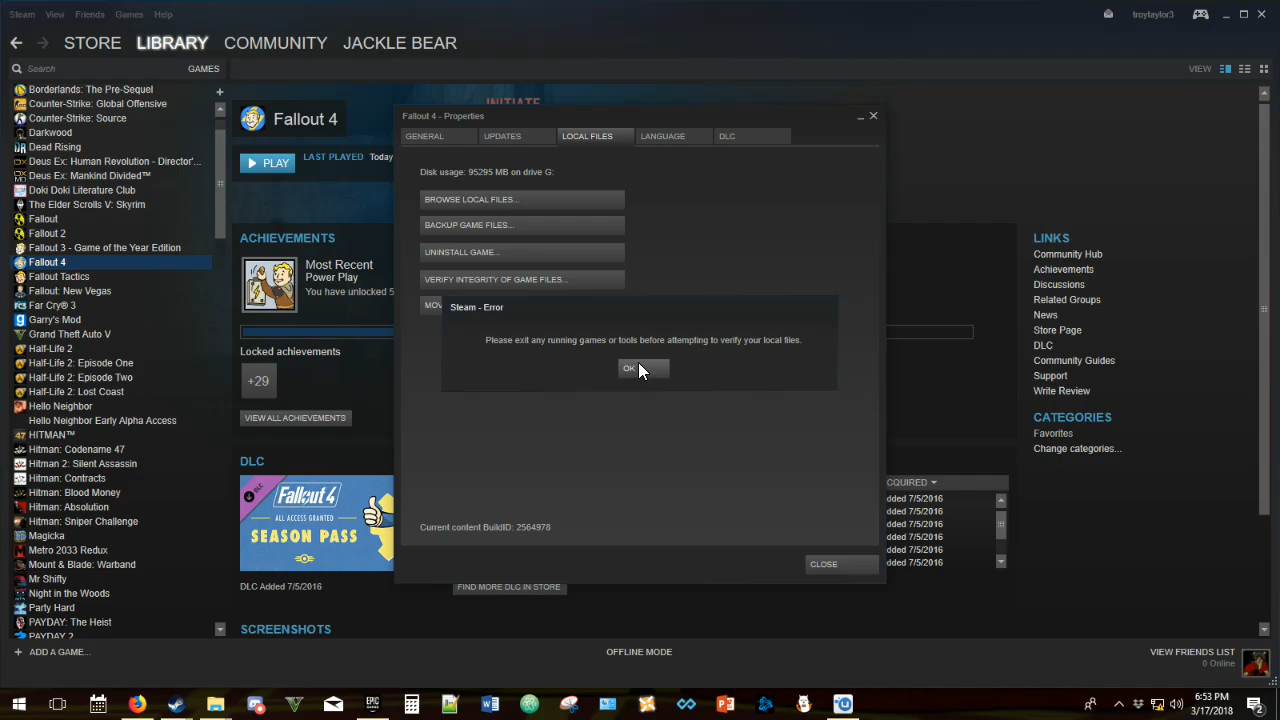 Steam View Friends Games Help
troytaylor3
STORE LIBRARY COMMUNITY JACKLE BEAR
Search GAMES
VIEW
Borderlands: The Pre-Sequel
Counter-Strike: Global Offensive
Counter-Strike: Source
Darkwood
Dead Rising
Deus Ex: Human Revolution - Director'...
Deus Ex: Mankind Divided™
Doki Doki Literature Club
The Elder Scrolls V: Skyrim
Fallout
Fallout 2
Fallout 3 - Game of the Year Edition
Fallout 4
Fallout Tactics
Fallout: New Vegas
Far Cry® 3
Garry's Mod
Grand Theft Auto V
Half-Life 2
Half-Life 2: Episode One
Half-Life 2: Episode Two
Half-Life 2: Lost Coast
Hello Neighbor
Hello Neighbor Early Alpha Access
HITMAN™
Hitman: Codename 47
Hitman 2: Silent Assassin
Hitman: Contracts
Hitman: Blood Money
Hitman: Absolution
Hitman: Sniper Challenge
Magicka
Metro 2033 Redux
Mount & Blade: Warband
Mr Shifty
Night in the Woods
Party Hard
PAYDAY: The Heist
PAYDAY 2
+ ADD A GAME...
INITIATE
Fallout 4
PLAY
LAST PLAYED Today
ACHIEVEMENTS
Most Recent
Power Play
You have unlocked 5
Locked achievements
+29
VIEW ALL ACHIEVEMENTS
DLC
DLC
Fallout 4
ALL ACCESS GRANTED
SEASON PASS
DLC Added 7/5/2016
FIND MORE DLC IN STORE
SCREENSHOTS
Fallout 4 - Properties
GENERAL UPDATES LOCAL FILES LANGUAGE DLC
Disk usage: 95295 MB on drive G:
BROWSE LOCAL FILES...
BACKUP GAME FILES...
UNINSTALL GAME...
VERIFY INTEGRITY OF GAME FILES...
MOV
Steam - Error
Please exit any running games or tools before attempting to verify your local files.
OK
Current content BuildID: 2564978
CLOSE
CQUIRED
dded 7/5/2016
dded 7/5/2016
dded 7/5/2016
dded 7/5/2016
dded 7/5/2016
dded 7/5/2016
LINKS
Community Hub
Achievements
Discussions
Related Groups
News
Store Page
DLC
Community Guides
Support
Write Review
CATEGORIES
Favorites
Change categories...
OFFLINE MODE
VIEW FRIENDS LIST
0 Online
EPIC
GAMES
6:53 PM
3/17/2018
2